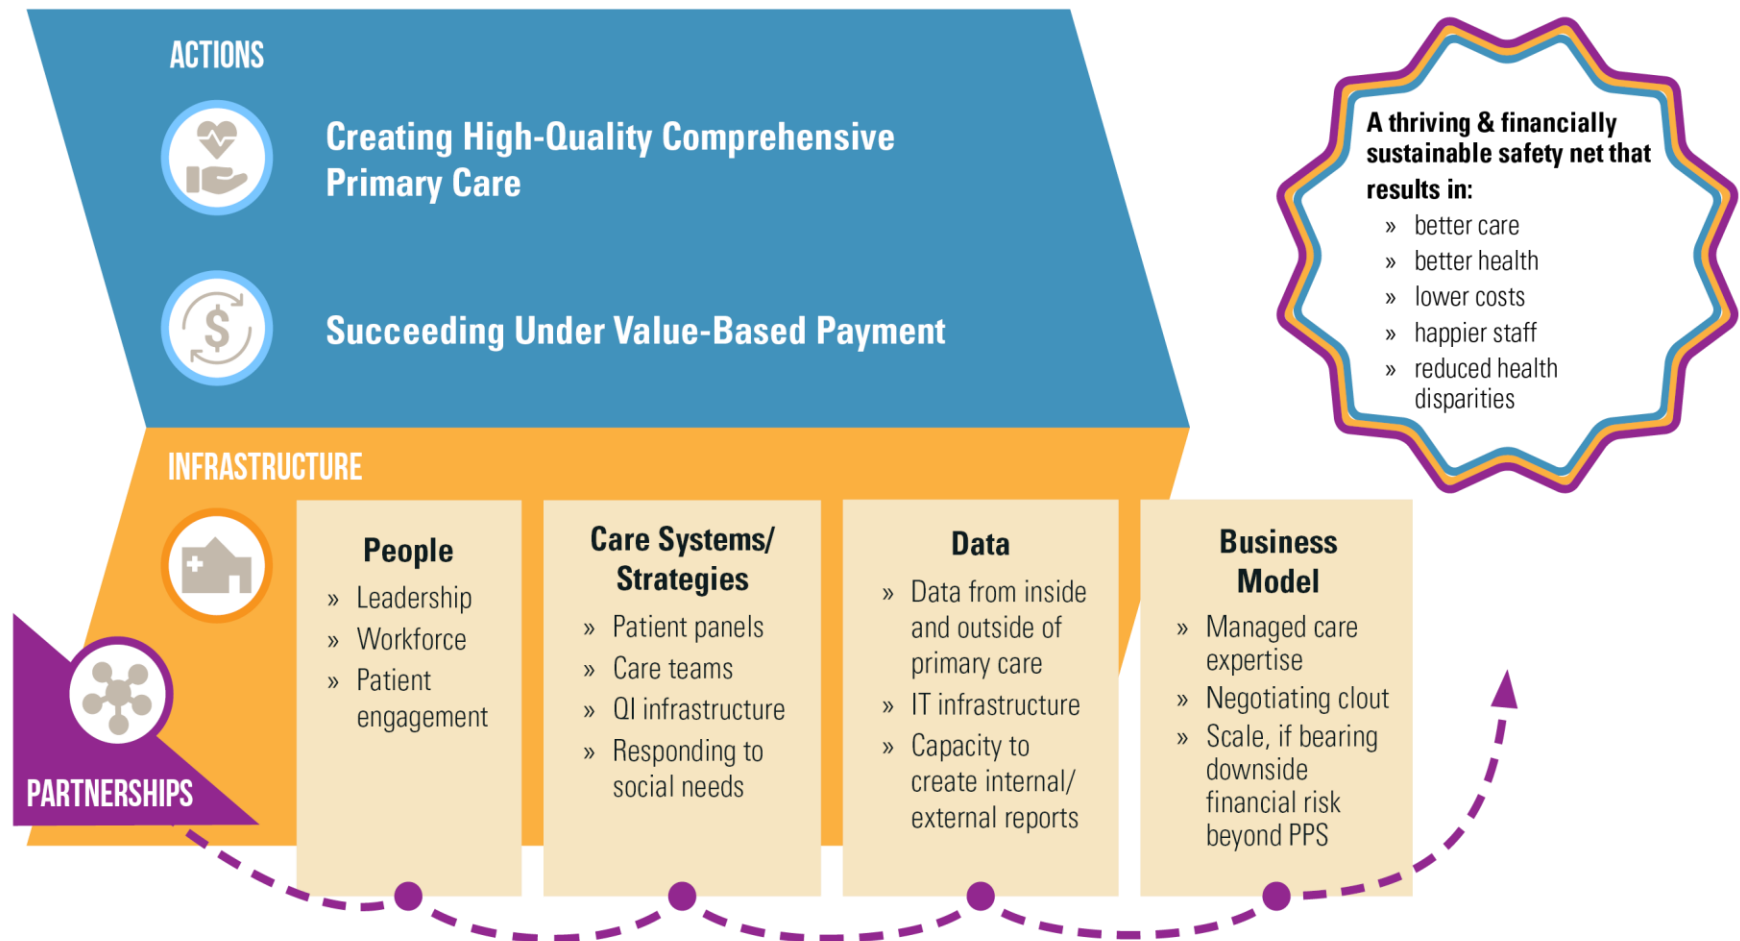 ACTIONS
Creating High-Quality Comprehensive
Primary Care
Succeeding Under Value-Based Payment
A thriving & financially
sustainable safety net that
results in:
» better care
» better health
» lower costs
» happier staff
» reduced health
disparities
INFRASTRUCTURE
People
» Leadership
» Workforce
» Patient
engagement
Care Systems/
Strategies
» Patient panels
» Care teams
» QI infrastructure
» Responding to
social needs
Data
» Data from inside
and outside of
primary care
» IT infrastructure
» Capacity to
create internal/
external reports
Business
Model
» Managed care
expertise
» Negotiating clout
» Scale, if bearing
downside
financial risk
beyond PPS
PARTNERSHIPS